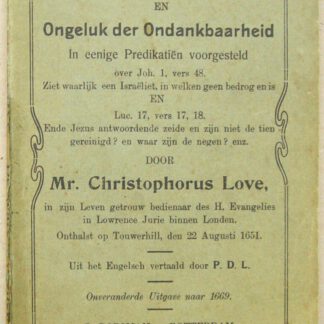 EN
Ongeluk der Ondankbaarheid
In eenige Predikatiën voorgesteld
over Joh. 1, vers 48.
Ziet waarlijk een Israëliet, in welken geen bedrog en is
EN
Luc. 17, vers 17, 18.
Ende Jezus antwoordende zeide en zijn niet de tien
gereinigd? en waar zijn de negen? enz.
DOOR
Mr. Christophorus Love,
in zijn Leven getrouw bedienaar des H. Evangelies
in Lowrence Jurie binnen Londen.
Onthalst op Touwerhill, den 22 Augusti 1651.
Uit het Engelsch vertaald door P. D. L.
Onveranderde Uitgave naar 1669.